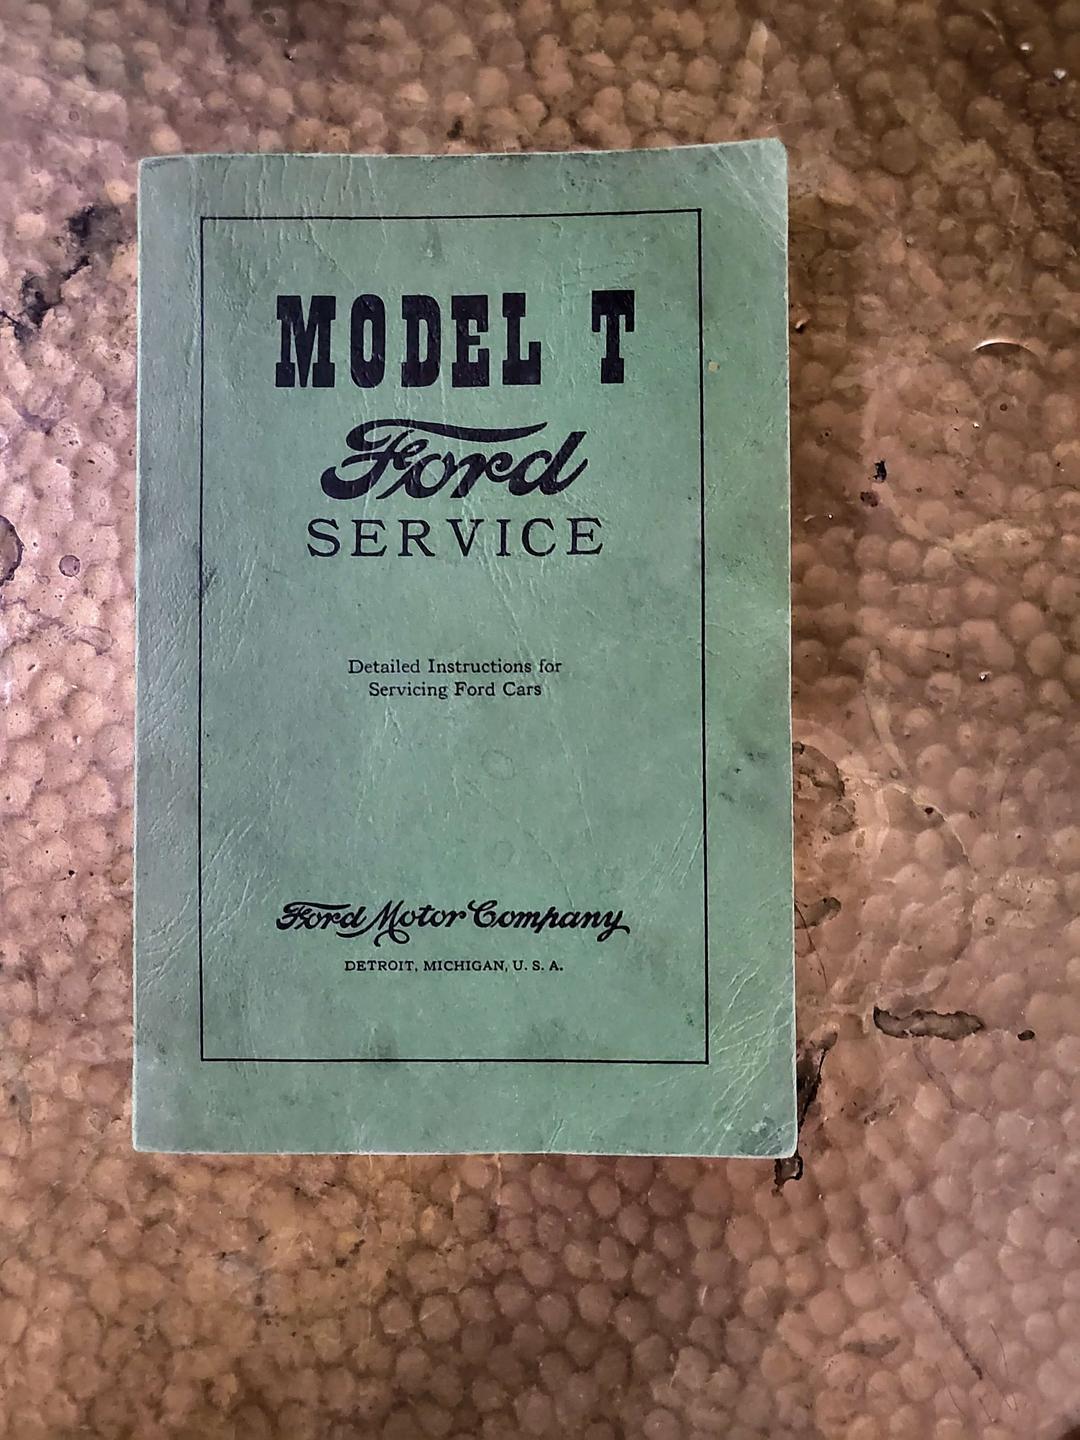 MODEL T
Ford
SERVICE
Detailed Instructions for
Servicing Ford Cars
Ford Motor Company
DETROIT, MICHIGAN, U. S. A.